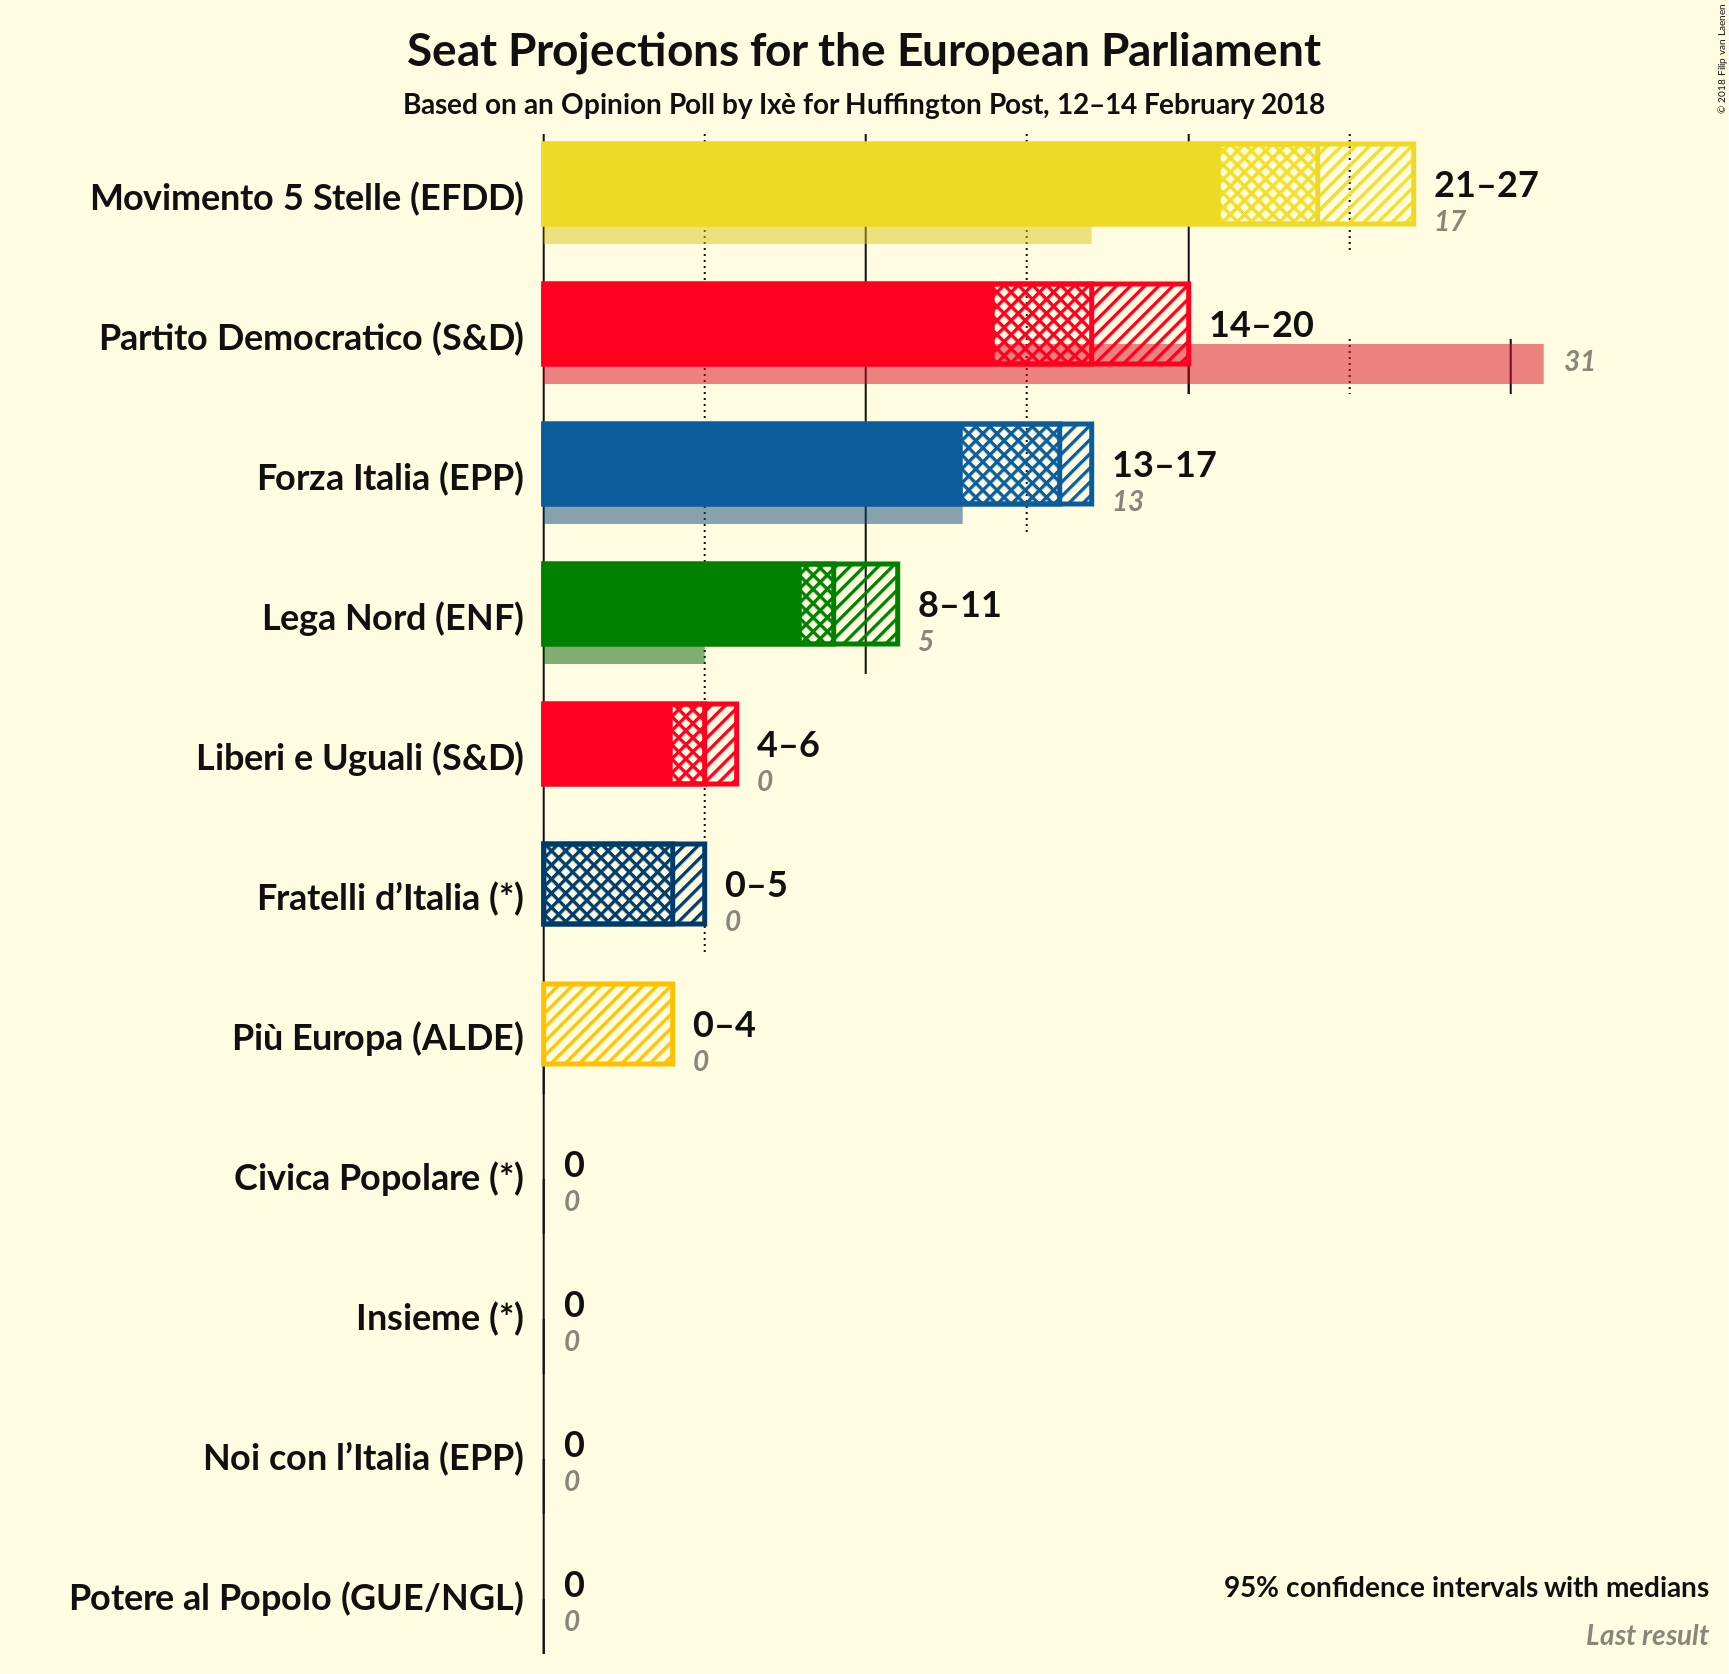 Seat Projections for the European Parliament
Based on an Opinion Poll by Ixè for Huffington Post, 12–14 February 2018
© 2018 Filip van Laenen
Movimento 5 Stelle (EFDD)
21–27
17
Partito Democratico (S&D)
14–20
31
Forza Italia (EPP)
13–17
13
Lega Nord (ENF)
8–11
5
Liberi e Uguali (S&D)
4–6
0
Fratelli d’Italia (*)
0–5
0
Più Europa (ALDE)
0–4
0
Civica Popolare (*)
0
0
Insieme (*)
0
0
Noi con l’Italia (EPP)
0
0
Potere al Popolo (GUE/NGL)
0
0
95% confidence intervals with medians
Last result